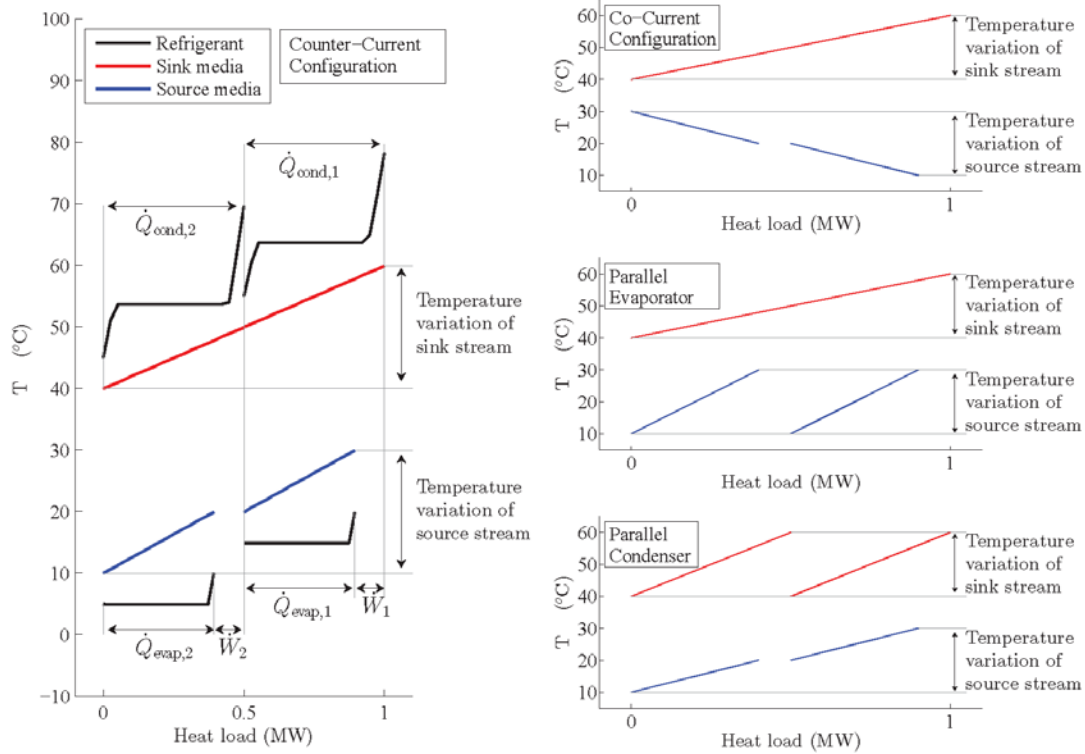 100
90
80
70
60
50
40
30
20
10
0
−10
T (°C)
Refrigerant
Sink media
Source media
Counter−Current
Configuration
Q̇cond,1
Q̇cond,2
Temperature
variation of
sink stream
Temperature
variation of
source stream
Q̇evap,1
Ẇ1
Q̇evap,2
Ẇ2
0
0.5
1
Heat load (MW)
Co−Current
Configuration
60
50
40
30
20
10
T (°C)
Temperature
variation of
sink stream
Temperature
variation of
source stream
0
1
Heat load (MW)
Parallel
Evaporator
60
50
40
30
20
10
T (°C)
Temperature
variation of
sink stream
Temperature
variation of
source stream
0
1
Heat load (MW)
Parallel
Condenser
60
50
40
30
20
10
T (°C)
Temperature
variation of
sink stream
Temperature
variation of
source stream
0
1
Heat load (MW)